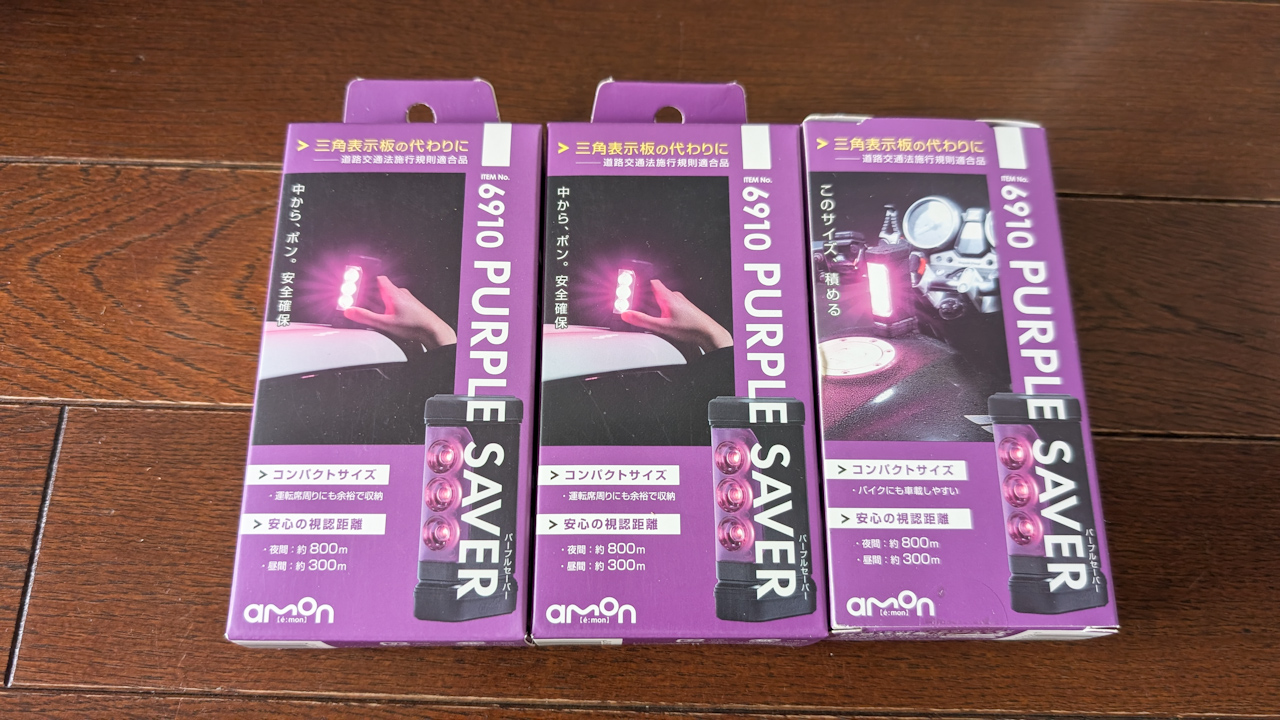 三角表示板の代わりに
道路交通法施行規則適合品
ITEM No.
6910 PURPLE SAVER
パープルセーバー
中から、ポン。安全確保
コンパクトサイズ
・運転席周りにも余裕で収納
安心の視認距離
・夜間：約800m
・昼間：約300m
amon
[é:mon]
三角表示板の代わりに
道路交通法施行規則適合品
ITEM No.
6910 PURPLE SAVER
パープルセーバー
中から、ポン。安全確保
コンパクトサイズ
・運転席周りにも余裕で収納
安心の視認距離
・夜間：約800m
・昼間：約300m
amon
[é:mon]
三角表示板の代わりに
道路交通法施行規則適合品
ITEM No.
6910 PURPLE SAVER
パープルセーバー
このサイズ、積める
コンパクトサイズ
・バイクにも車載しやすい
安心の視認距離
・夜間：約800m
・昼間：約300m
amon
[é:mon]